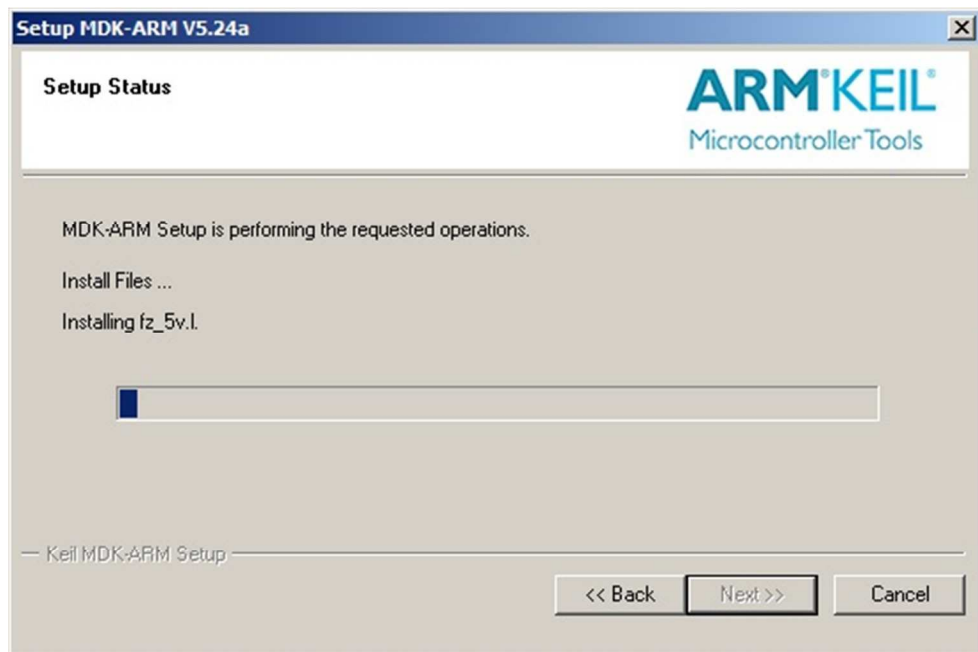 Setup MDK-ARM V5.24a
Setup Status
ARM®KEIL®
Microcontroller Tools
MDK-ARM Setup is performing the requested operations.
Install Files ...
Installing fz_5v.l.
Keil MDK-ARM Setup
<< Back
Next >>
Cancel